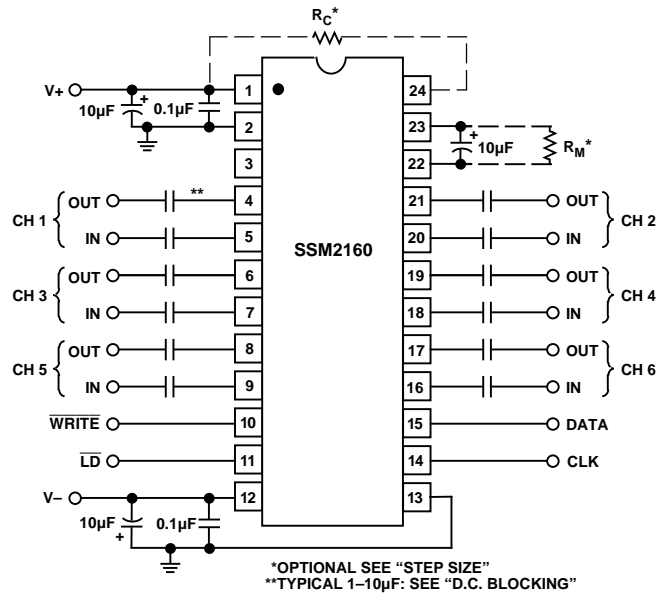 R_C*
V+
10µF
+
0.1µF
1
24
2
23
+
10µF
R_M*
3
22
CH 1
OUT
**
4
21
OUT
CH 2
IN
5
20
IN
SSM2160
CH 3
OUT
6
19
OUT
CH 4
IN
7
18
IN
CH 5
OUT
8
17
OUT
CH 6
IN
9
16
IN
WRITE
10
15
DATA
LD
11
14
CLK
V–
12
13
10µF
+
0.1µF
*OPTIONAL SEE “STEP SIZE”
**TYPICAL 1–10µF: SEE “D.C. BLOCKING”